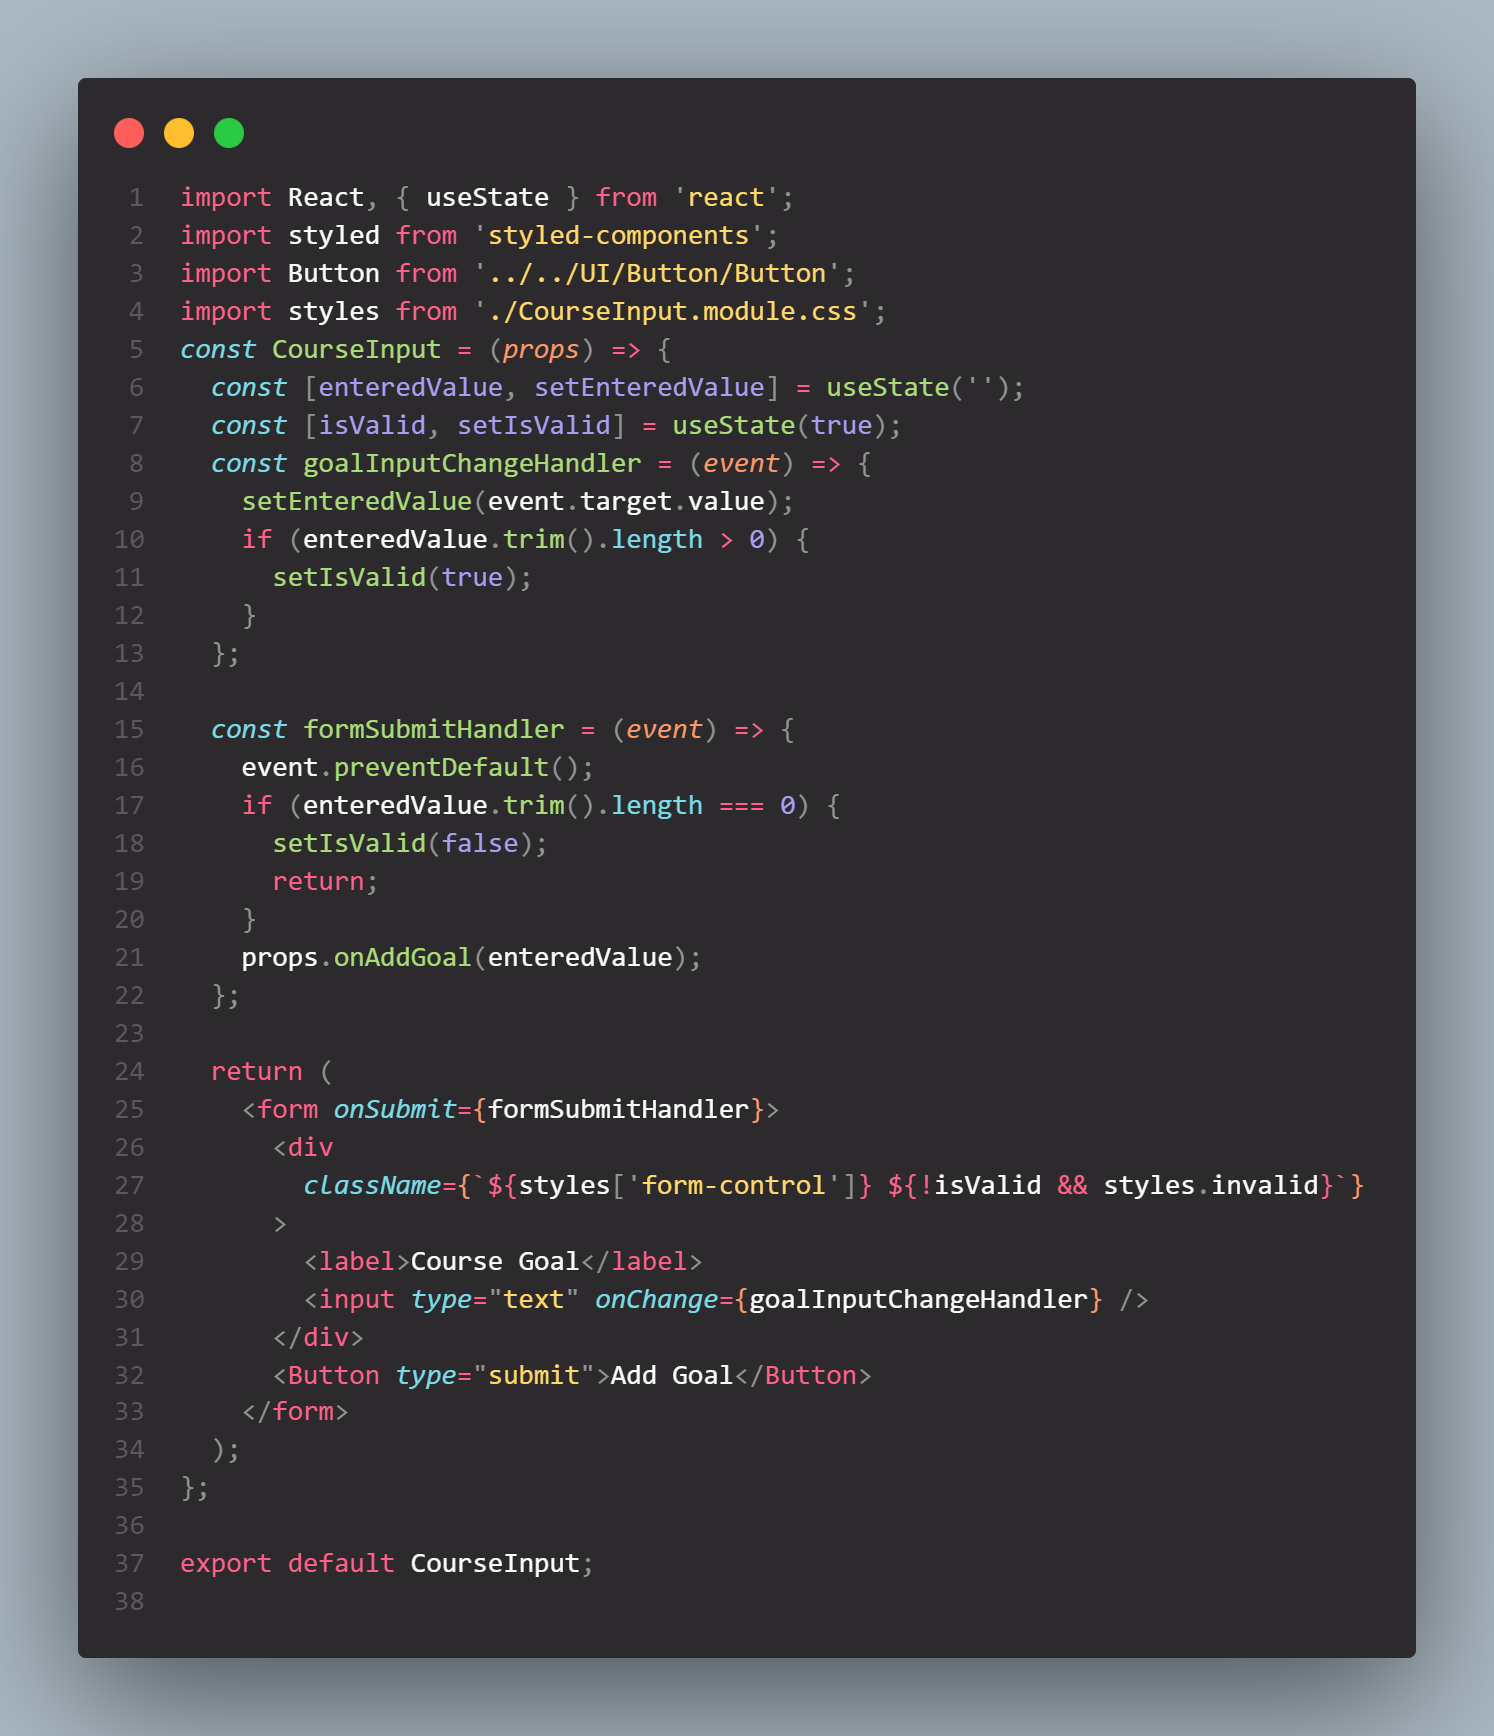 1 import React, { useState } from 'react';
2 import styled from 'styled-components';
3 import Button from '../../UI/Button/Button';
4 import styles from './CourseInput.module.css';
5 const CourseInput = (props) => {
6   const [enteredValue, setEnteredValue] = useState('');
7   const [isValid, setIsValid] = useState(true);
8   const goalInputChangeHandler = (event) => {
9     setEnteredValue(event.target.value);
10     if (enteredValue.trim().length > 0) {
11       setIsValid(true);
12     }
13   };
14
15   const formSubmitHandler = (event) => {
16     event.preventDefault();
17     if (enteredValue.trim().length === 0) {
18       setIsValid(false);
19       return;
20     }
21     props.onAddGoal(enteredValue);
22   };
23
24   return (
25     <form onSubmit={formSubmitHandler}>
26       <div
27         className={`${styles['form-control']} ${!isValid && styles.invalid}`}
28       >
29         <label>Course Goal</label>
30         <input type="text" onChange={goalInputChangeHandler} />
31       </div>
32       <Button type="submit">Add Goal</Button>
33     </form>
34   );
35 };
36
37 export default CourseInput;
38